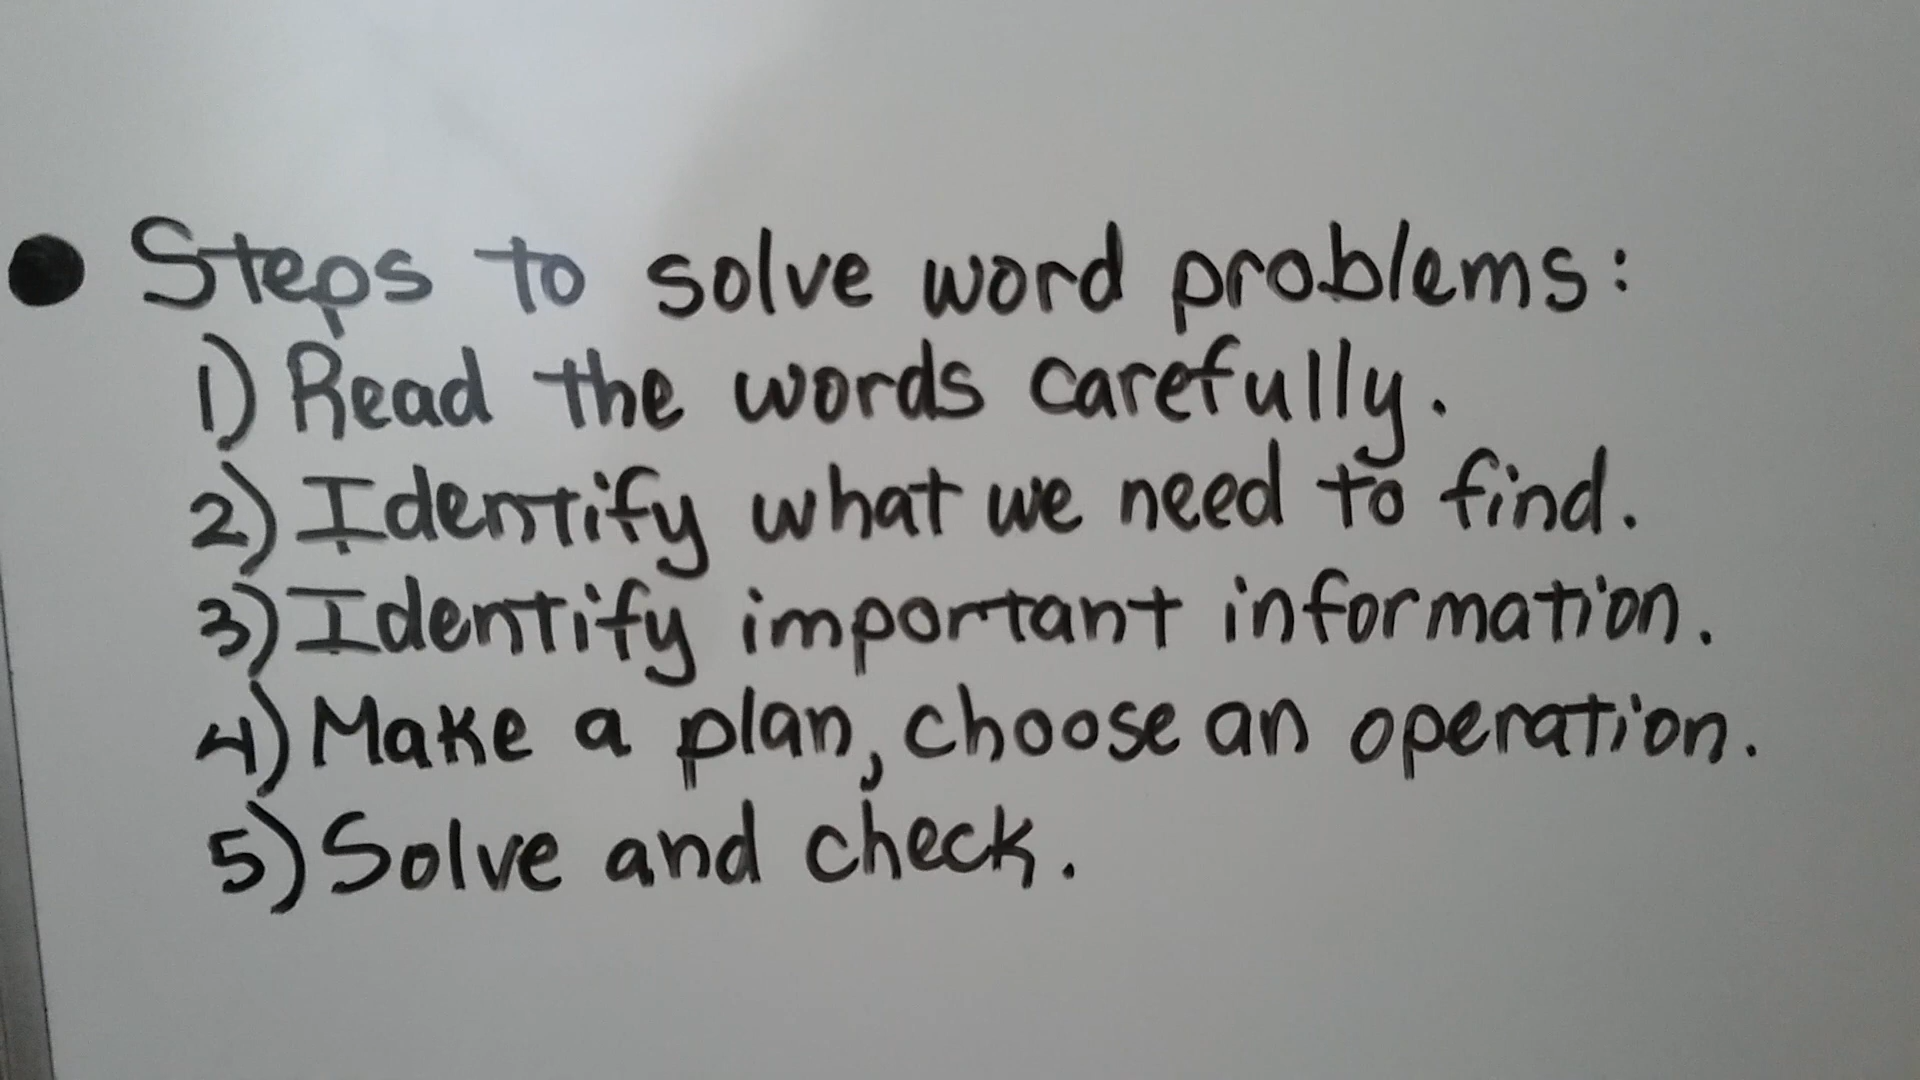 • Steps to solve word problems:
1) Read the words carefully.
2) Identify what we need to find.
3) Identify important information.
4) Make a plan, choose an operation.
5) Solve and check.